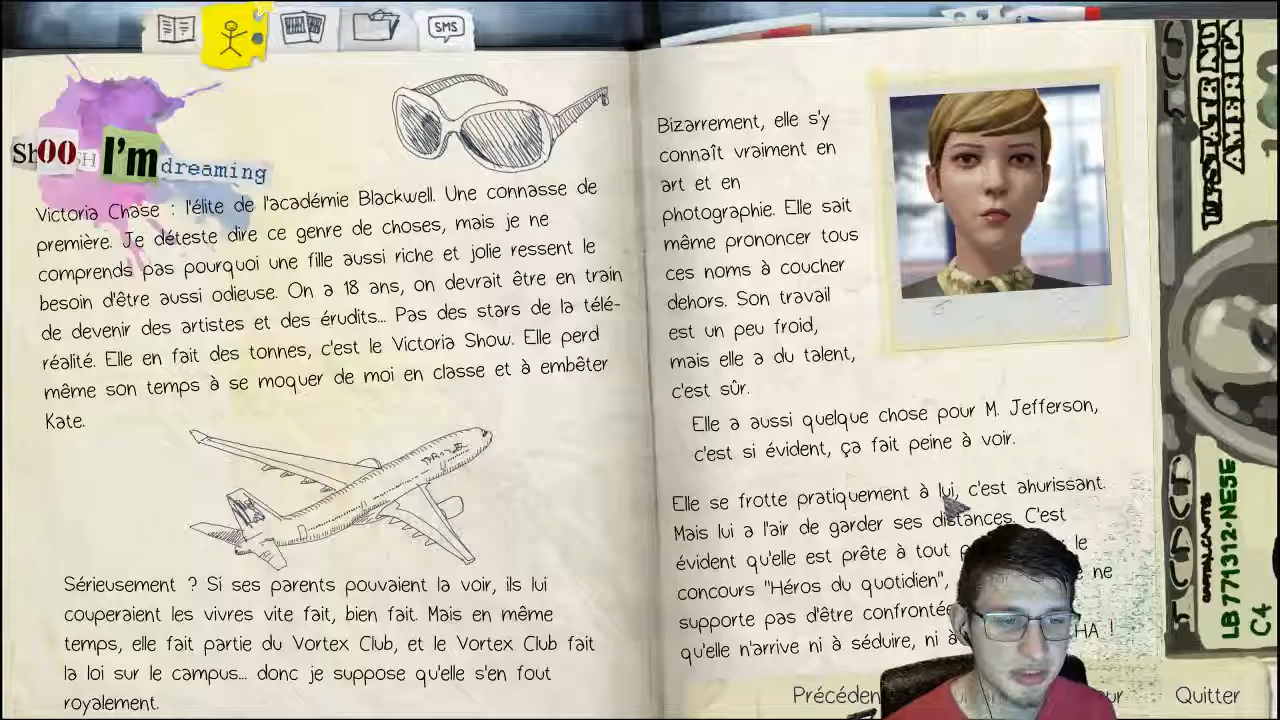 SMS
ShOOSH I'm dreaming
Victoria Chase : l'élite de l'académie Blackwell. Une connasse de
première. Je déteste dire ce genre de choses, mais je ne
comprends pas pourquoi une fille aussi riche et jolie ressent le
besoin d'être aussi odieuse. On a 18 ans, on devrait être en train
de devenir des artistes et des érudits... Pas des stars de la télé-
réalité. Elle en fait des tonnes, c'est le Victoria Show. Elle perd
même son temps à se moquer de moi en classe et à embêter
Kate.
Sérieusement ? Si ses parents pouvaient la voir, ils lui
couperaient les vivres vite fait, bien fait. Mais en même
temps, elle fait partie du Vortex Club, et le Vortex Club fait
la loi sur le campus... donc je suppose qu'elle s'en fout
royalement.
Bizarrement, elle s'y
connaît vraiment en
art et en
photographie. Elle sait
même prononcer tous
ces noms à coucher
dehors. Son travail
est un peu froid,
mais elle a du talent,
c'est sûr.
Elle a aussi quelque chose pour M. Jefferson,
c'est si évident, ça fait peine à voir.
Elle se frotte pratiquement à lui, c'est ahurissant.
Mais lui a l'air de garder ses distances. C'est
évident qu'elle est prête à tout le
concours "Héros du quotidien", ne
supporte pas d'être confrontée
qu'elle n'arrive ni à séduire, ni à HA !
Quitter
AMERICA
LB771312-NE5E
C4